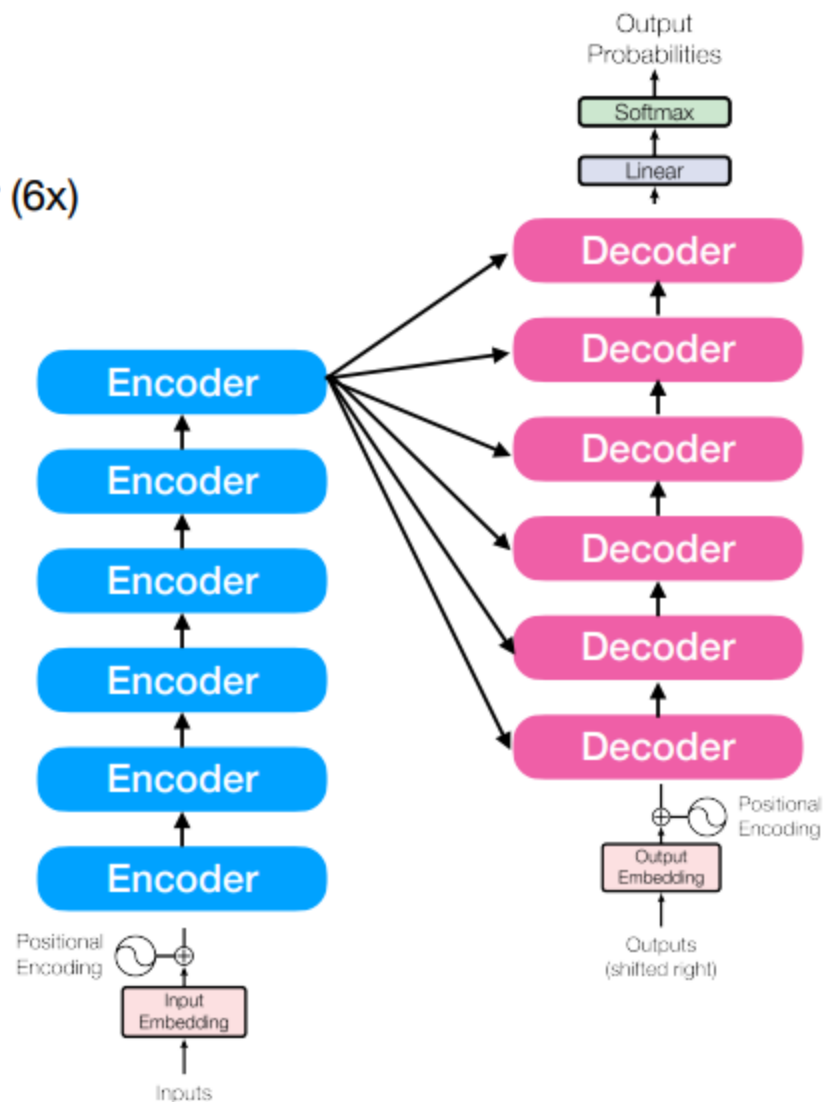 Output
Probabilities
Softmax
Linear
(6x)
Decoder
Decoder
Decoder
Decoder
Decoder
Decoder
Encoder
Encoder
Encoder
Encoder
Encoder
Encoder
Positional
Encoding
Output
Embedding
Outputs
(shifted right)
Positional
Encoding
Input
Embedding
Inputs